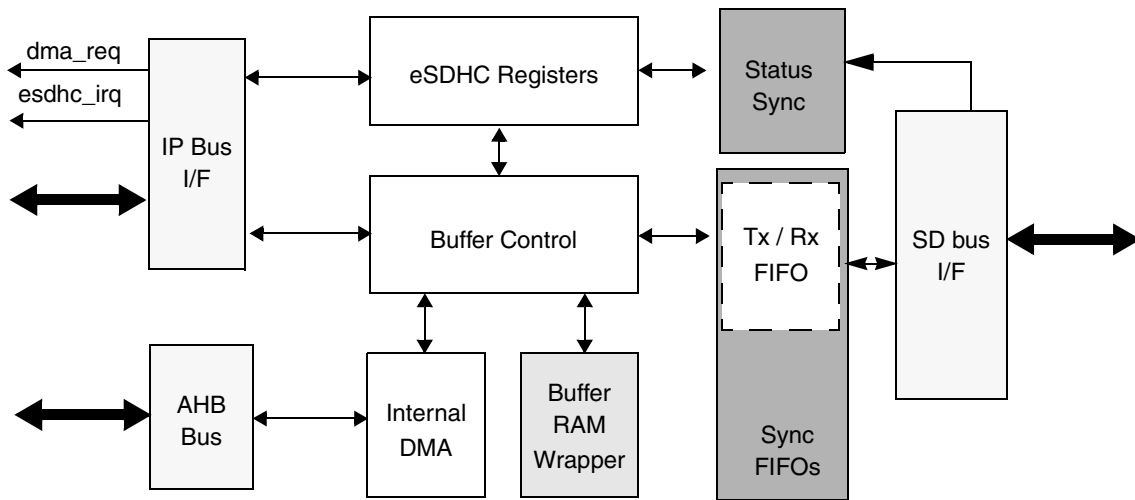 dma_req
esdhc_irq
IP Bus
I/F
eSDHC Registers
Status
Sync
Buffer Control
Tx / Rx
FIFO
SD bus
I/F
AHB
Bus
Internal
DMA
Buffer
RAM
Wrapper
Sync
FIFOs